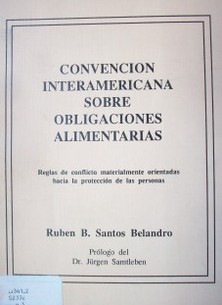 CONVENCION
INTERAMERICANA
SOBRE
OBLIGACIONES
ALIMENTARIAS
Reglas de conflicto materialmente orientadas
hacia la protección de las personas
Ruben B. Santos Belandro
Prólogo del
Dr. Jürgen Samtleben